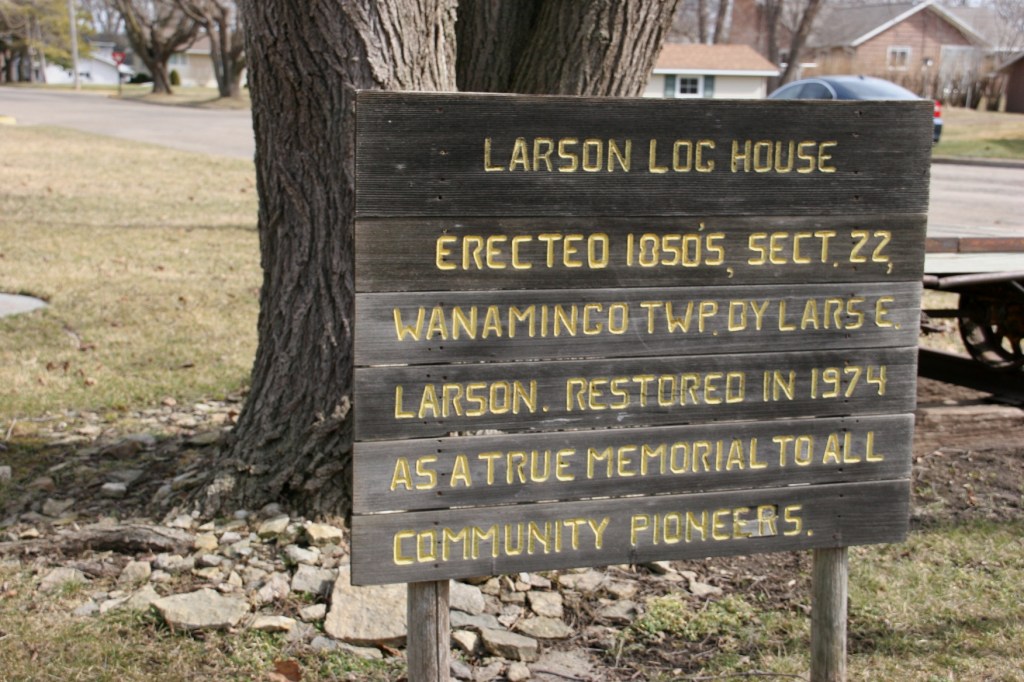 LARSON LOG HOUSE
ERECTED 1850'S, SECT. 22,
WANAMINGO TWP. BY LARS E.
LARSON. RESTORED IN 1974
AS A TRUE MEMORIAL TO ALL
COMMUNITY PIONEERS.